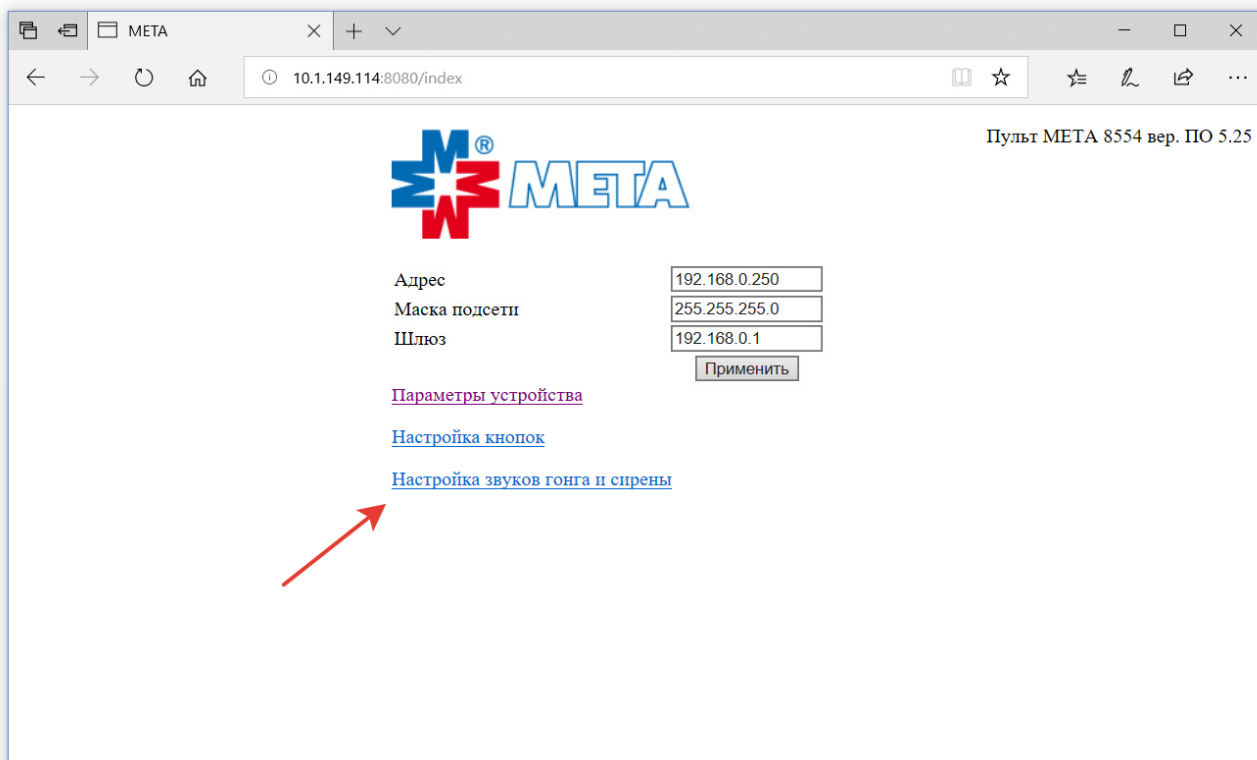 META
10.1.149.114:8080/index
Пульт МЕТА 8554 вер. ПО 5.25
®
META
Адрес 192.168.0.250
Маска подсети 255.255.255.0
Шлюз 192.168.0.1
Применить
Параметры устройства
Настройка кнопок
Настройка звуков гонга и сирены